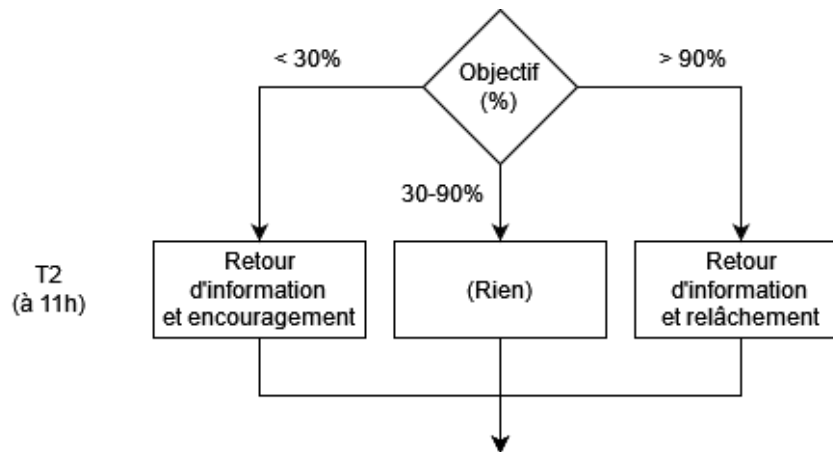 < 30%
Objectif
(%)
> 90%
30-90%
T2
(à 11h)
Retour
d'information
et encouragement
(Rien)
Retour
d'information
et relâchement